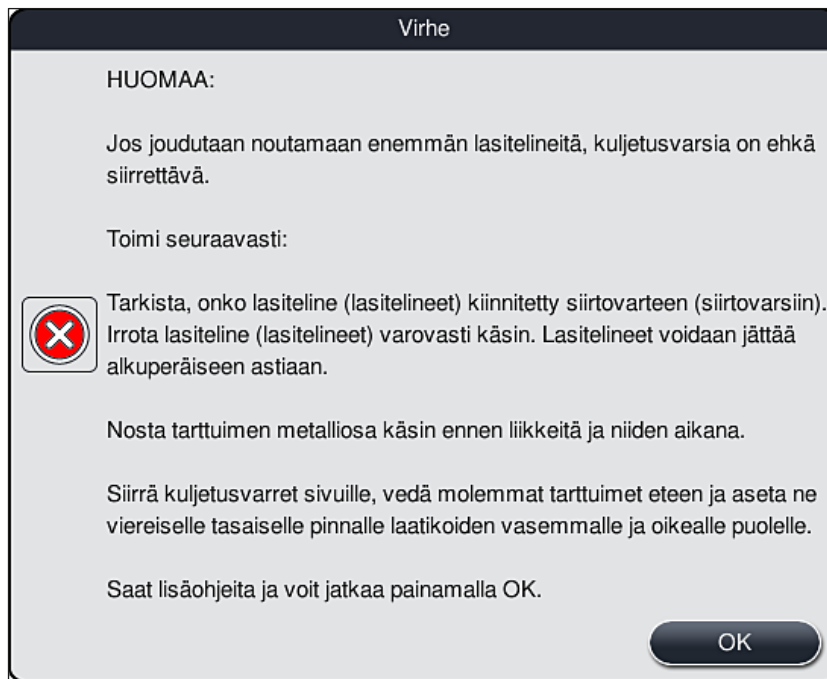 Virhe
HUOMAA:
Jos joudutaan noutamaan enemmän lasitelineitä, kuljetusvarsia on ehkä
siirrettävä.
Toimi seuraavasti:
Tarkista, onko lasiteline (lasitelineet) kiinnitetty siirtovarteen (siirtovarsiin).
Irrota lasiteline (lasitelineet) varovasti käsin. Lasitelineet voidaan jättää
alkuperäiseen astiaan.
Nosta tarttuimen metalliosa käsin ennen liikkeitä ja niiden aikana.
Siirrä kuljetusvarret sivuille, vedä molemmat tarttuimet eteen ja aseta ne
viereiselle tasaiselle pinnalle laatikoiden vasemmalle ja oikealle puolelle.
Saat lisäohjeita ja voit jatkaa painamalla OK.
OK